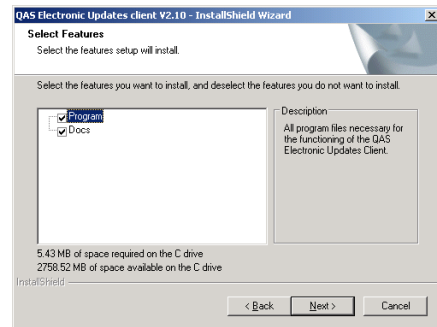 QAS Electronic Updates client V2.10 - InstallShield Wizard
Select Features
Select the features setup will install.
Select the features you want to install, and deselect the features you do not want to install.
Program
Docs
Description
All program files necessary for
the functioning of the QAS
Electronic Updates Client.
5.43 MB of space required on the C drive
2758.52 MB of space available on the C drive
InstallShield
< Back
Next >
Cancel